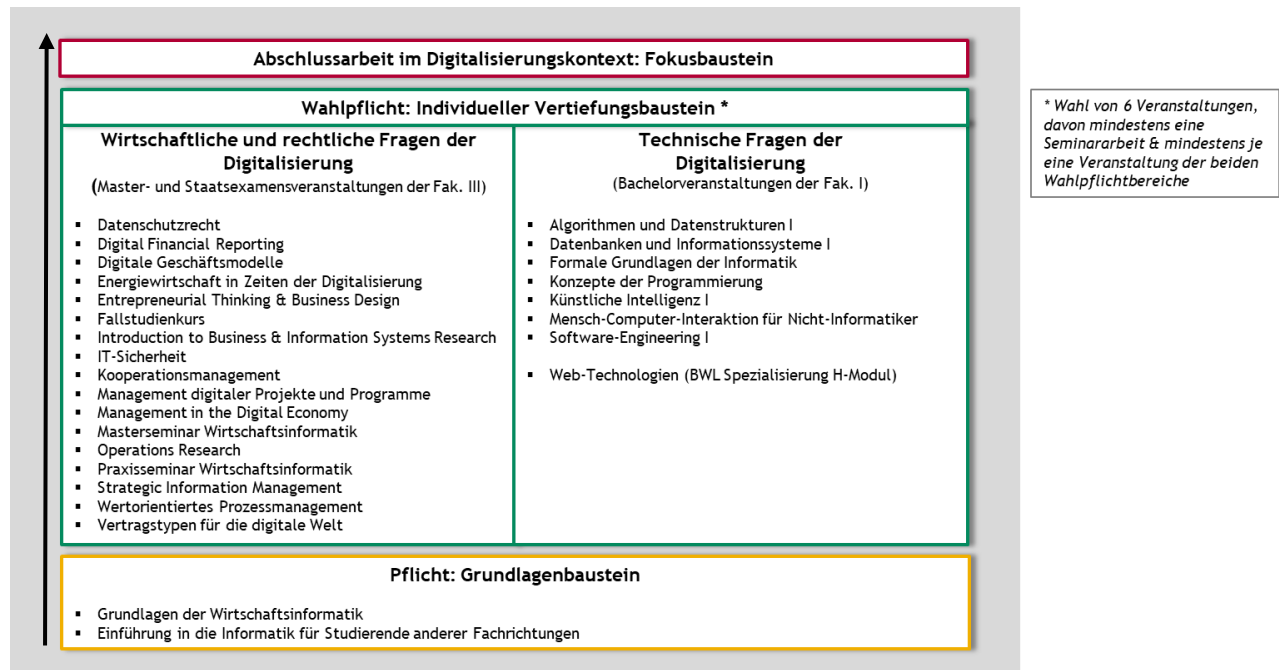 Abschlussarbeit im Digitalisierungskontext: Fokusbaustein
Wahlpflicht: Individueller Vertiefungsbaustein *
Wirtschaftliche und rechtliche Fragen der
Digitalisierung
(Master- und Staatsexamensveranstaltungen der Fak. III)
▪ Datenschutzrecht
▪ Digital Financial Reporting
▪ Digitale Geschäftsmodelle
▪ Energiewirtschaft in Zeiten der Digitalisierung
▪ Entrepreneurial Thinking & Business Design
▪ Fallstudienkurs
▪ Introduction to Business & Information Systems Research
▪ IT-Sicherheit
▪ Kooperationsmanagement
▪ Management digitaler Projekte und Programme
▪ Management in the Digital Economy
▪ Masterseminar Wirtschaftsinformatik
▪ Operations Research
▪ Praxisseminar Wirtschaftsinformatik
▪ Strategic Information Management
▪ Wertorientiertes Prozessmanagement
▪ Vertragstypen für die digitale Welt
Technische Fragen der
Digitalisierung
(Bachelorveranstaltungen der Fak. I)
▪ Algorithmen und Datenstrukturen I
▪ Datenbanken und Informationssysteme I
▪ Formale Grundlagen der Informatik
▪ Konzepte der Programmierung
▪ Künstliche Intelligenz I
▪ Mensch-Computer-Interaktion für Nicht-Informatiker
▪ Software-Engineering I
▪ Web-Technologien (BWL Spezialisierung H-Modul)
Pflicht: Grundlagenbaustein
▪ Grundlagen der Wirtschaftsinformatik
▪ Einführung in die Informatik für Studierende anderer Fachrichtungen
* Wahl von 6 Veranstaltungen,
davon mindestens eine
Seminararbeit & mindestens je
eine Veranstaltung der beiden
Wahlpflichtbereiche